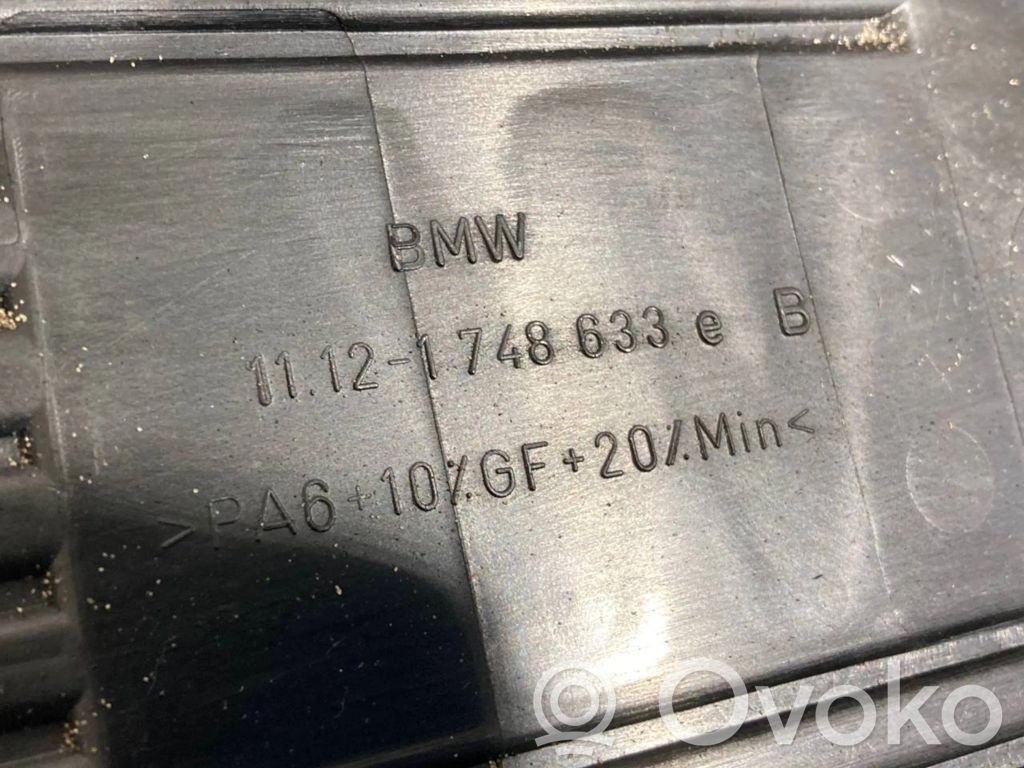 BMW
11.12-1 748 633 e B
>PA6+10%GF+20%Min<
Ovoko